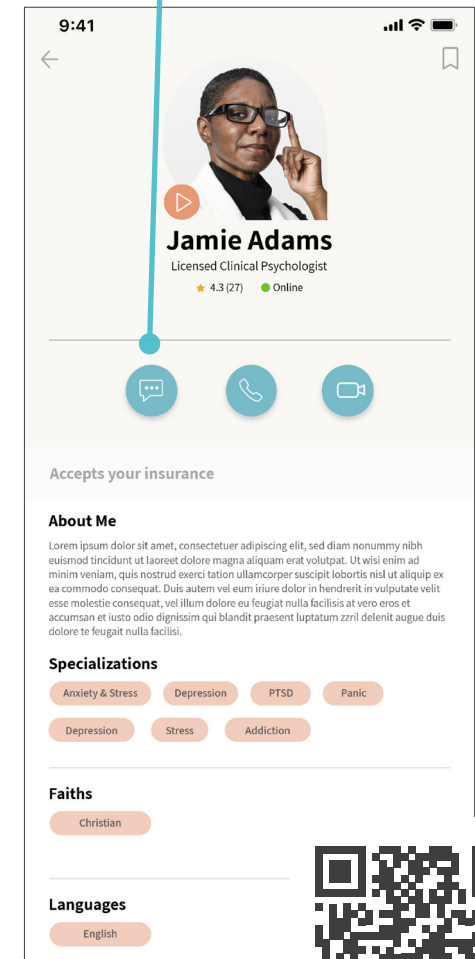 9:41
Jamie Adams
Licensed Clinical Psychologist
4.3 (27) Online
Accepts your insurance
About Me
Lorem ipsum dolor sit amet, consectetuer adipiscing elit, sed diam nonummy nibh
euismod tincidunt ut laoreet dolore magna aliquam erat volutpat. Ut wisi enim ad
minim veniam, quis nostrud exerci tation ullamcorper suscipit lobortis nisl ut aliquip ex
ea commodo consequat. Duis autem vel eum iriure dolor in hendrerit in vulputate velit
esse molestie consequat, vel illum dolore eu feugiat nulla facilisis at vero eros et
accumsan et iusto odio dignissim qui blandit praesent luptatum zzril delenit augue duis
dolore te feugait nulla facilisi.
Specializations
Anxiety & Stress Depression PTSD Panic
Depression Stress Addiction
Faiths
Christian
Languages
English